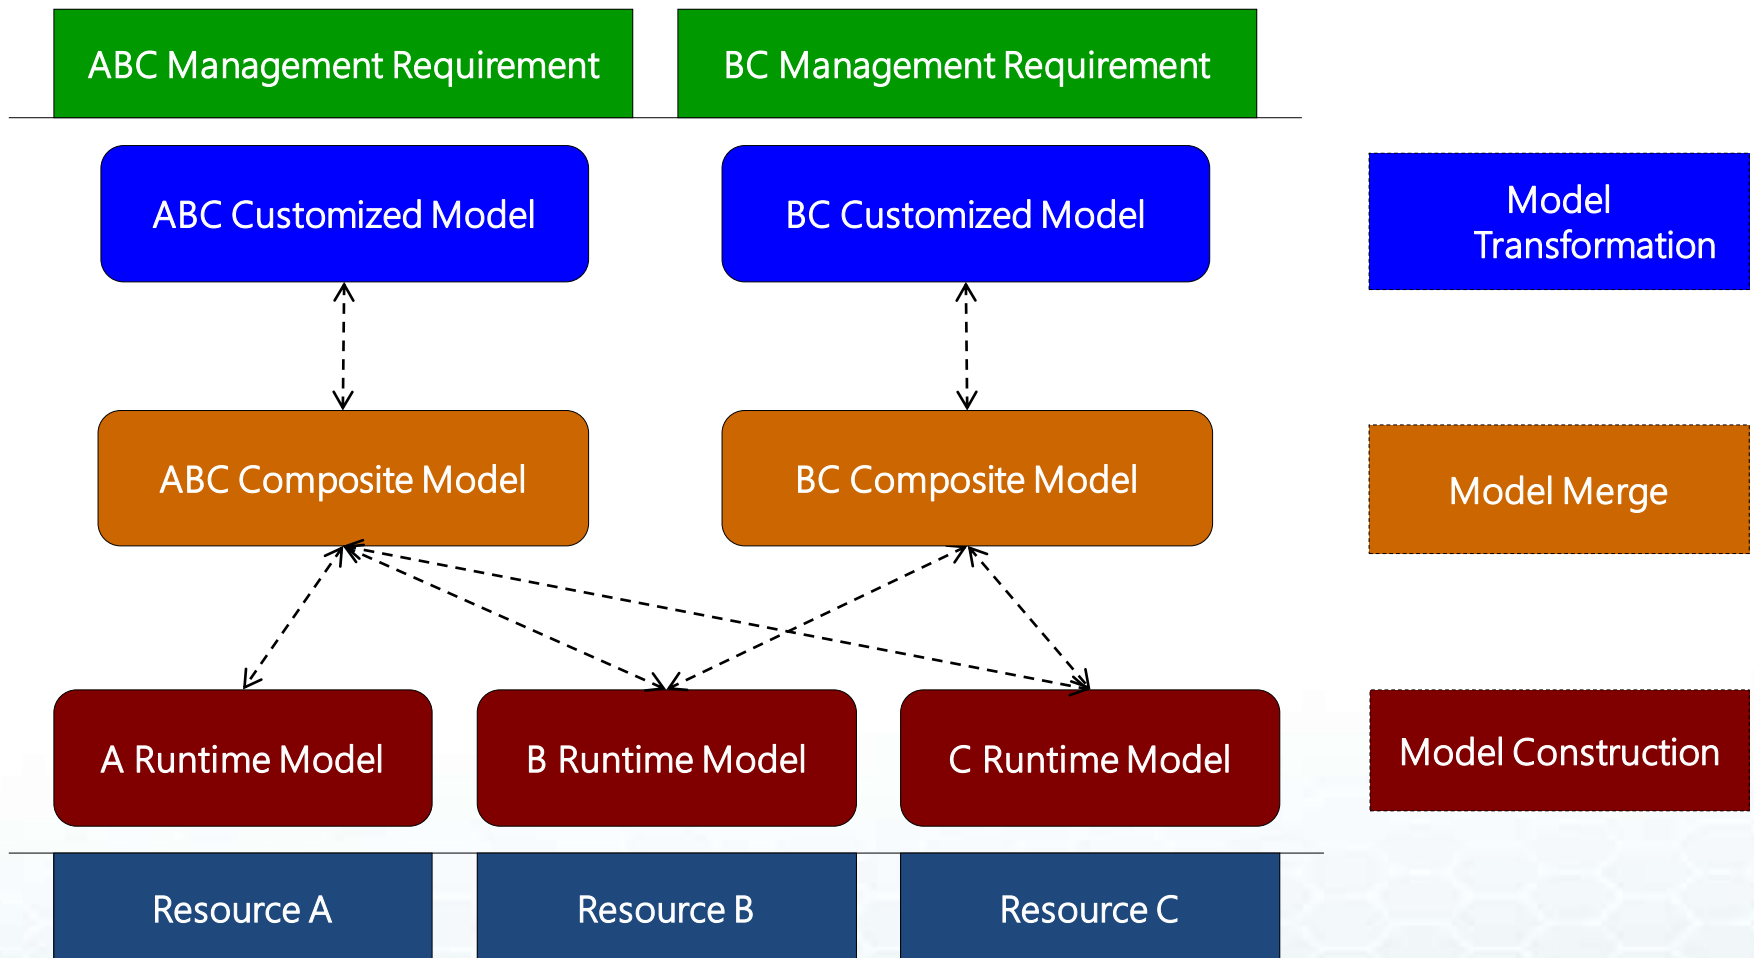 ABC Management Requirement
BC Management Requirement
ABC Customized Model
BC Customized Model
Model
Transformation
ABC Composite Model
BC Composite Model
Model Merge
A Runtime Model
B Runtime Model
C Runtime Model
Model Construction
Resource A
Resource B
Resource C